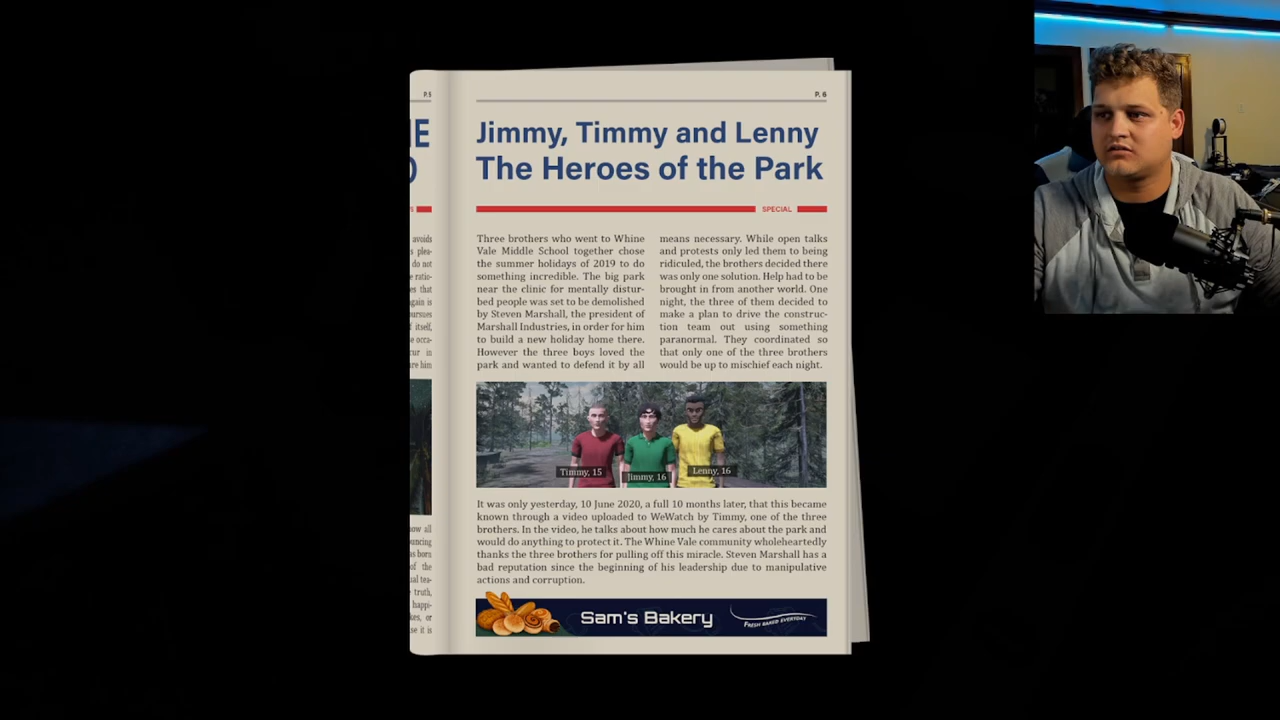 P.5
P. 6
Jimmy, Timmy and Lenny
The Heroes of the Park
SPECIAL
Three brothers who went to Whine
Vale Middle School together chose
the summer holidays of 2019 to do
something incredible. The big park
near the clinic for mentally distur-
bed people was set to be demolished
by Steven Marshall, the president of
Marshall Industries, in order for him
to build a new holiday home there.
However the three boys loved the
park and wanted to defend it by all
means necessary. While open talks
and protests only led them to being
ridiculed, the brothers decided there
was only one solution. Help had to be
brought in from another world. One
night, the three of them decided to
make a plan to drive the construc-
tion team out using something
paranormal. They coordinated so
that only one of the three brothers
would be up to mischief each night.
Timmy, 15
Jimmy, 16
Lenny, 16
It was only yesterday, 10 June 2020, a full 10 months later, that this became
known through a video uploaded to WeWatch by Timmy, one of the three
brothers. In the video, he talks about how much he cares about the park and
would do anything to protect it. The Whine Vale community wholeheartedly
thanks the three brothers for pulling off this miracle. Steven Marshall has a
bad reputation since the beginning of his leadership due to manipulative
actions and corruption.
Sam's Bakery
FRESH BAKED EVERYDAY